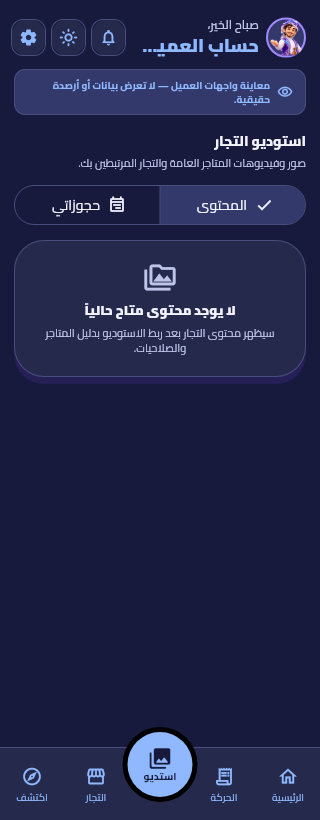 صباح الخير،
حساب العميـ...
معاينة واجهات العميل — لا تعرض بيانات أو أرصدة
حقيقية.
استوديو التجار
صور وفيديوهات المتاجر العامة والتجار المرتبطين بك.
المحتوى
حجوزاتي
لا يوجد محتوى متاح حالياً
سيظهر محتوى التجار بعد ربط الاستوديو بدليل المتاجر
والصلاحيات.
الرئيسية
الحركة
استديو
التجار
اكتشف